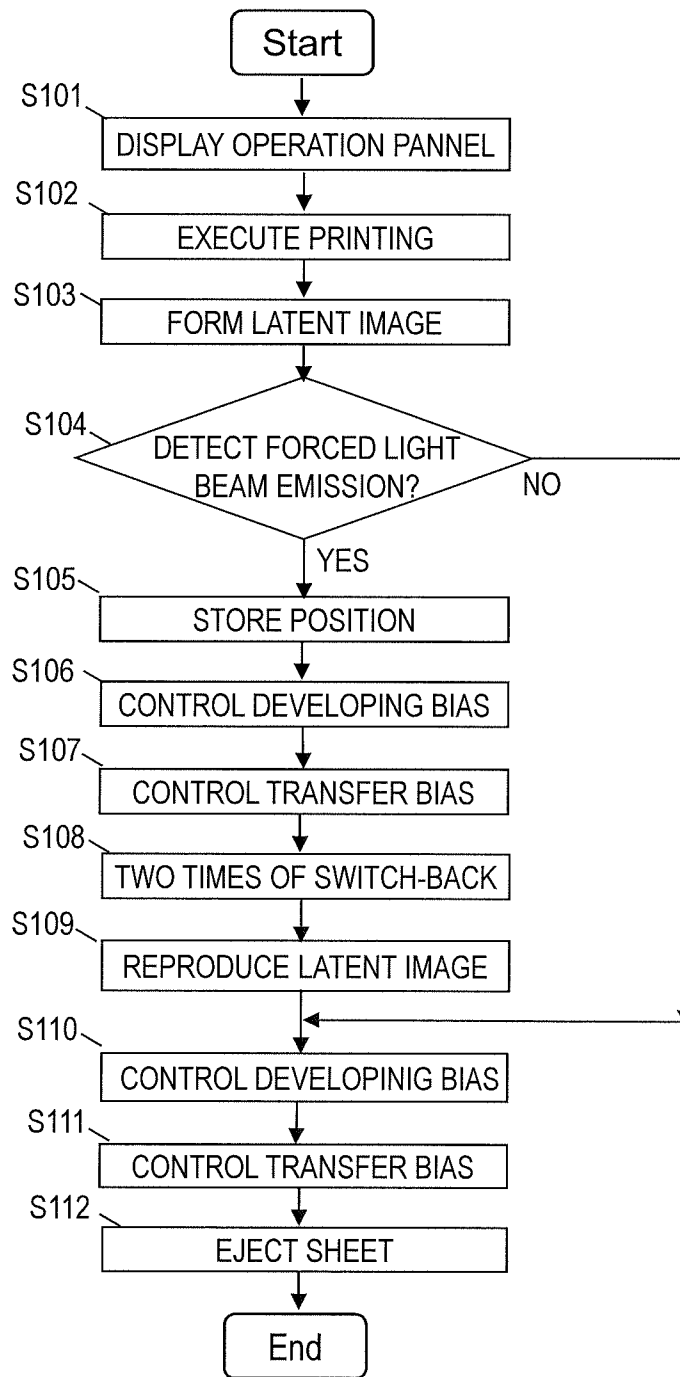 Start
S101
DISPLAY OPERATION PANNEL
S102
EXECUTE PRINTING
S103
FORM LATENT IMAGE
S104
DETECT FORCED LIGHT
BEAM EMISSION?
NO
YES
S105
STORE POSITION
S106
CONTROL DEVELOPING BIAS
S107
CONTROL TRANSFER BIAS
S108
TWO TIMES OF SWITCH-BACK
S109
REPRODUCE LATENT IMAGE
S110
CONTROL DEVELOPINIG BIAS
S111
CONTROL TRANSFER BIAS
S112
EJECT SHEET
End